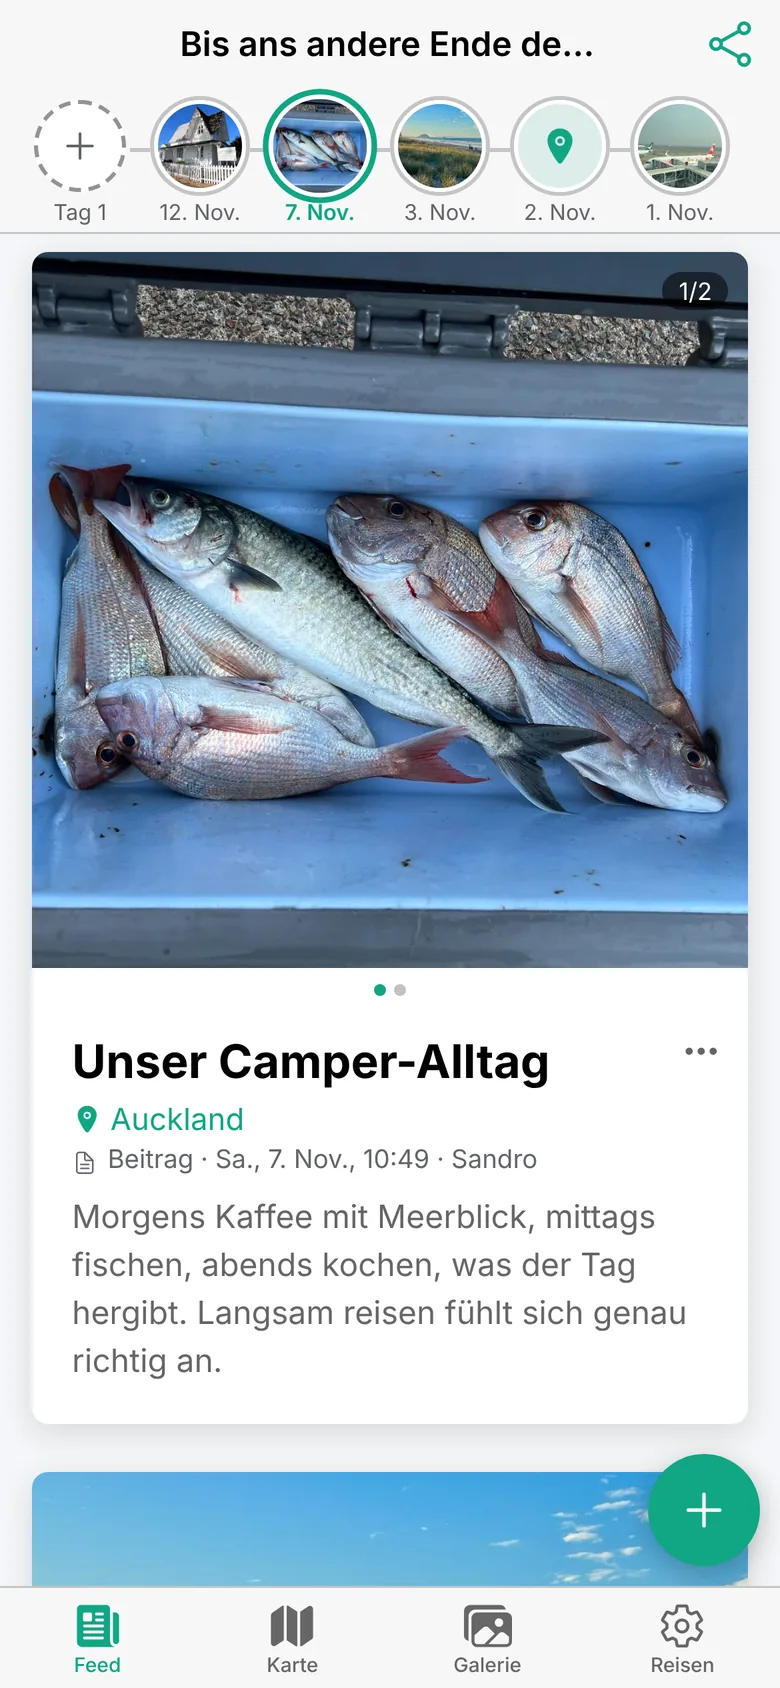 Bis ans andere Ende de...
Tag 1
12. Nov.
7. Nov.
3. Nov.
2. Nov.
1. Nov.
1/2
Unser Camper-Alltag
Auckland
Beitrag · Sa., 7. Nov., 10:49 · Sandro
Morgens Kaffee mit Meerblick, mittags
fischen, abends kochen, was der Tag
hergibt. Langsam reisen fühlt sich genau
richtig an.
Feed
Karte
Galerie
Reisen